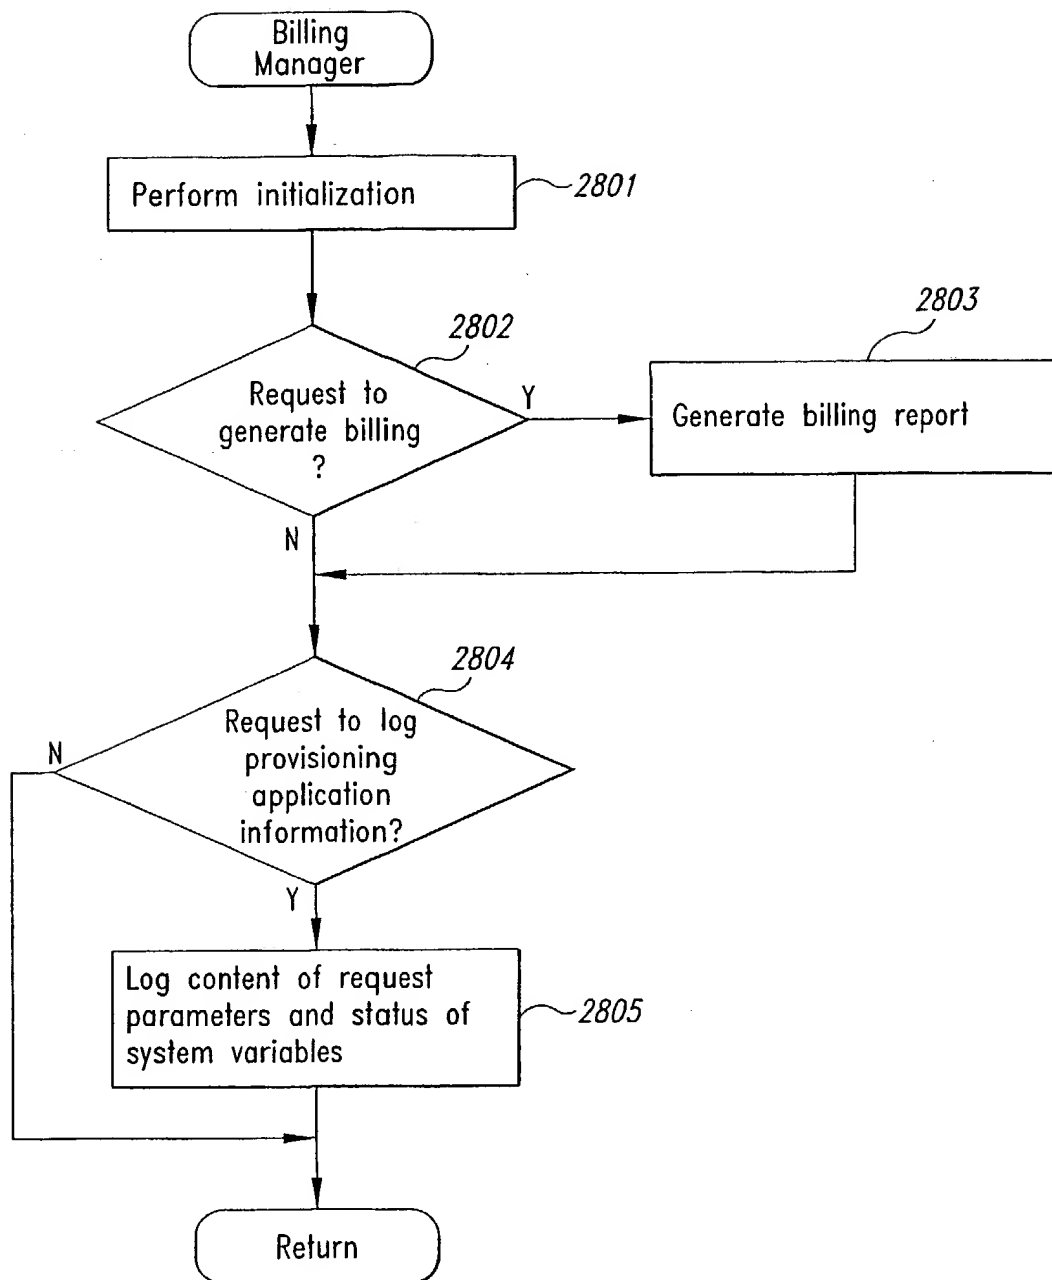 Billing
Manager
Perform initialization
2801
2802
2803
Request to
generate billing
?
Y
Generate billing report
N
2804
Request to log
provisioning
application
information?
N
Y
Log content of request
parameters and status of
system variables
2805
Return